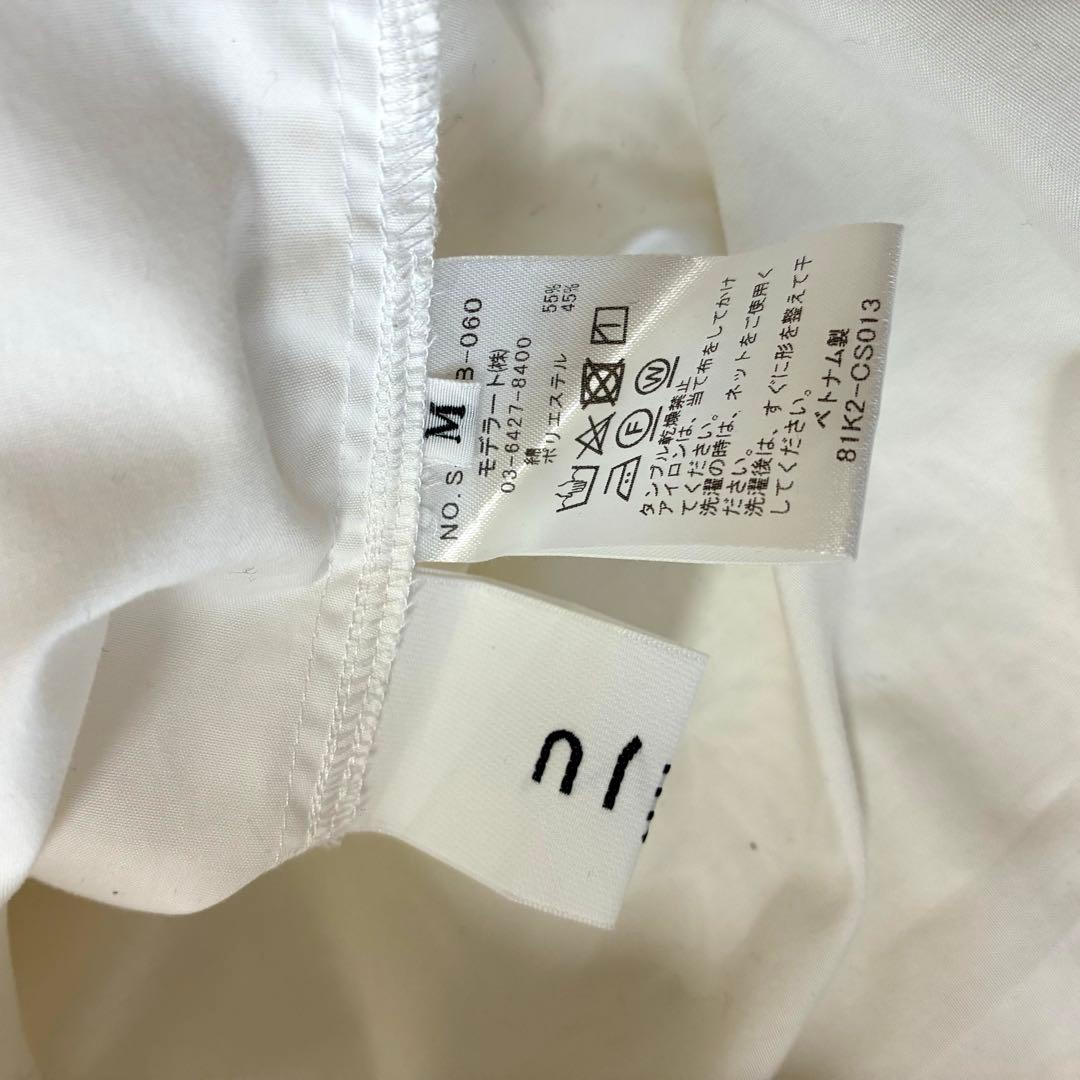 NO. S
B-060
M
モデラート(株)
03-6427-8400
綿 55%
ポリエステル 45%
F W
タンブル乾燥禁止
アイロンは、当て布をしてかけ
てください。
洗濯の時は、ネットをご使用く
ださい。
洗濯後は、すぐに形を整えて干
してください。
ベトナム製
81K2-CS013